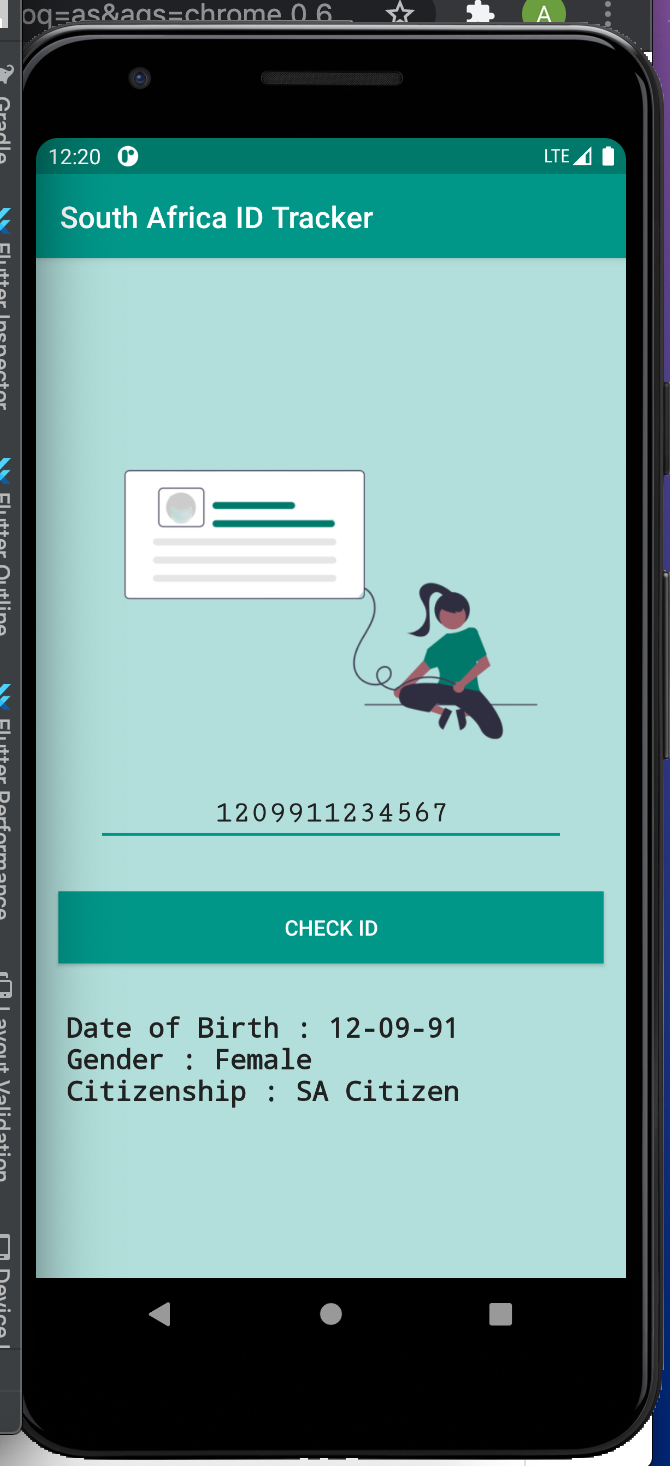 oq=as&aqs=chrome.0.6...
A
Gradle
Flutter Inspector
Flutter Outline
Flutter Performance
Layout Validation
12:20
LTE
South Africa ID Tracker
1209911234567
CHECK ID
Date of Birth : 12-09-91
Gender : Female
Citizenship : SA Citizen